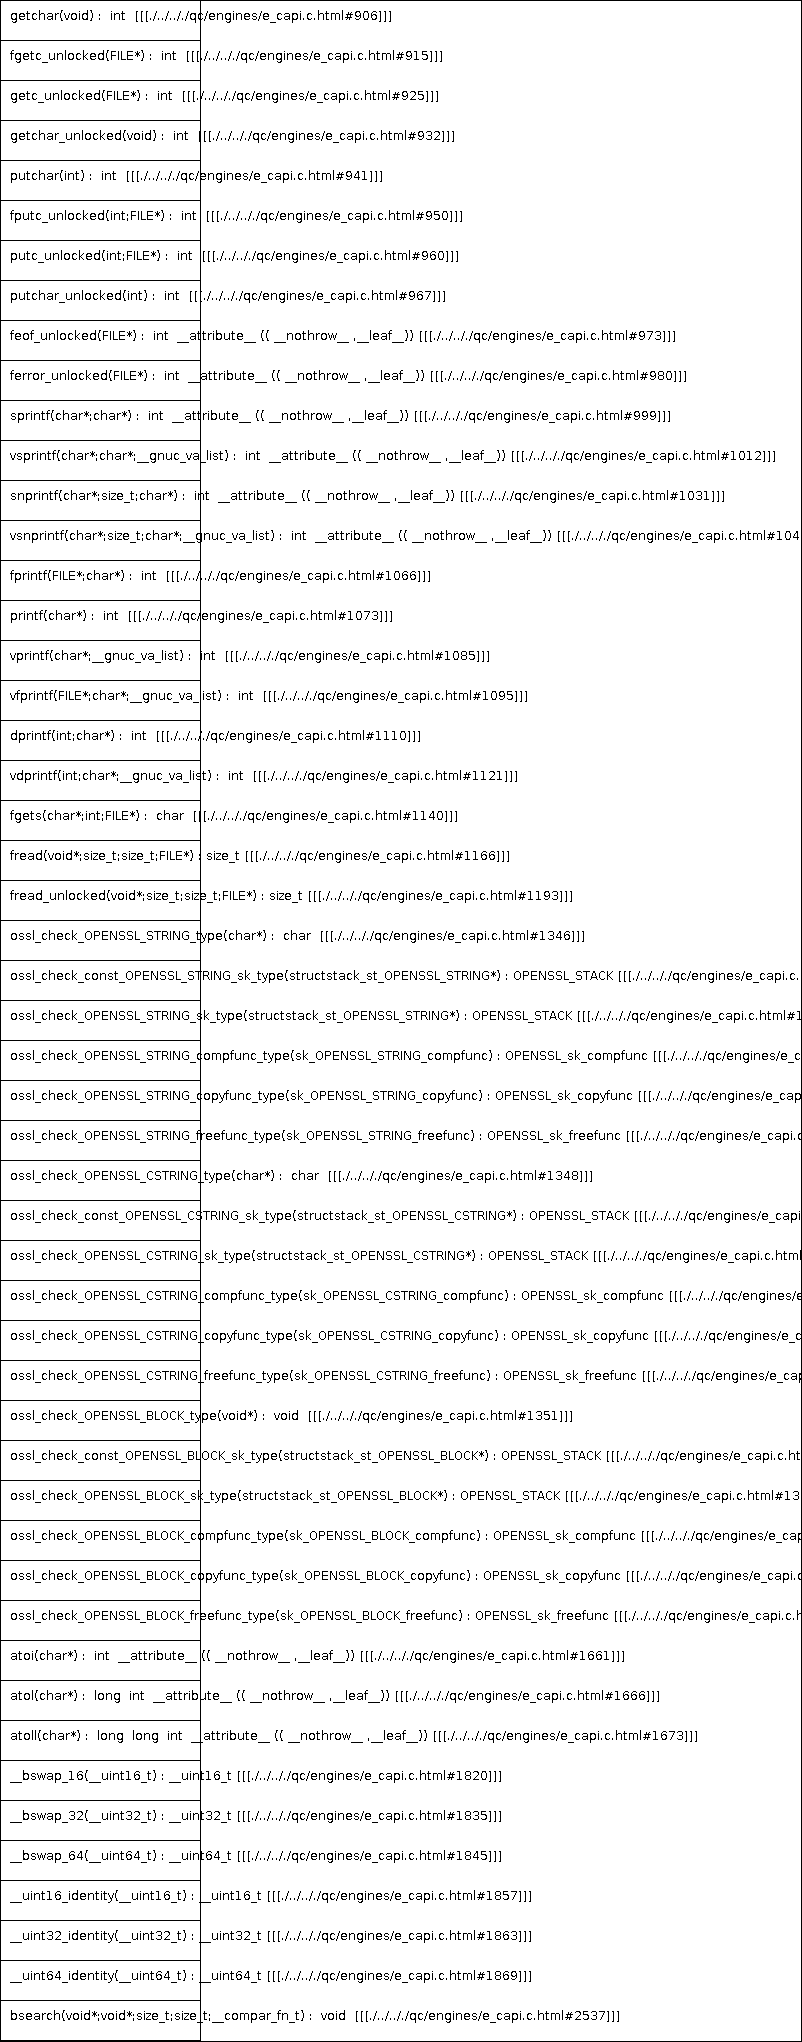 getchar(void) :  int  [[[./../.././qc/engines/e_capi.c.html#906]]]
fgetc_unlocked(FILE*) :  int  [[[./../.././qc/engines/e_capi.c.html#915]]]
getc_unlocked(FILE*) :  int  [[[./../.././qc/engines/e_capi.c.html#925]]]
getchar_unlocked(void) :  int  [[[./../.././qc/engines/e_capi.c.html#932]]]
putchar(int) :  int  [[[./../.././qc/engines/e_capi.c.html#941]]]
fputc_unlocked(int;FILE*) :  int  [[[./../.././qc/engines/e_capi.c.html#950]]]
putc_unlocked(int;FILE*) :  int  [[[./../.././qc/engines/e_capi.c.html#960]]]
putchar_unlocked(int) :  int  [[[./../.././qc/engines/e_capi.c.html#967]]]
feof_unlocked(FILE*) :  int  __attribute__ (( __nothrow__ ,__leaf__)) [[[./../.././qc/engines/e_capi.c.html#973]]]
ferror_unlocked(FILE*) :  int  __attribute__ (( __nothrow__ ,__leaf__)) [[[./../.././qc/engines/e_capi.c.html#980]]]
sprintf(char*;char*) :  int  __attribute__ (( __nothrow__ ,__leaf__)) [[[./../.././qc/engines/e_capi.c.html#999]]]
vsprintf(char*;char*;__gnuc_va_list) :  int  __attribute__ (( __nothrow__ ,__leaf__)) [[[./../.././qc/engines/e_capi.c.html#1012]]]
snprintf(char*;size_t;char*) :  int  __attribute__ (( __nothrow__ ,__leaf__)) [[[./../.././qc/engines/e_capi.c.html#1031]]]
vsnprintf(char*;size_t;char*;__gnuc_va_list) :  int  __attribute__ (( __nothrow__ ,__leaf__)) [[[./../.././qc/engines/e_capi.c.html#104
fprintf(FILE*;char*) :  int  [[[./../.././qc/engines/e_capi.c.html#1066]]]
printf(char*) :  int  [[[./../.././qc/engines/e_capi.c.html#1073]]]
vprintf(char*;__gnuc_va_list) :  int  [[[./../.././qc/engines/e_capi.c.html#1085]]]
vfprintf(FILE*;char*;__gnuc_va_list) :  int  [[[./../.././qc/engines/e_capi.c.html#1095]]]
dprintf(int;char*) :  int  [[[./../.././qc/engines/e_capi.c.html#1110]]]
vdprintf(int;char*;__gnuc_va_list) :  int  [[[./../.././qc/engines/e_capi.c.html#1121]]]
fgets(char*;int;FILE*) :  char  [[[./../.././qc/engines/e_capi.c.html#1140]]]
fread(void*;size_t;size_t;FILE*) : size_t [[[./../.././qc/engines/e_capi.c.html#1166]]]
fread_unlocked(void*;size_t;size_t;FILE*) : size_t [[[./../.././qc/engines/e_capi.c.html#1193]]]
ossl_check_OPENSSL_STRING_type(char*) :  char  [[[./../.././qc/engines/e_capi.c.html#1346]]]
ossl_check_const_OPENSSL_STRING_sk_type(structstack_st_OPENSSL_STRING*) : OPENSSL_STACK [[[./../.././qc/engines/e_capi.c.
ossl_check_OPENSSL_STRING_sk_type(structstack_st_OPENSSL_STRING*) : OPENSSL_STACK [[[./../.././qc/engines/e_capi.c.html#1
ossl_check_OPENSSL_STRING_compfunc_type(sk_OPENSSL_STRING_compfunc) : OPENSSL_sk_compfunc [[[./../.././qc/engines/e_c
ossl_check_OPENSSL_STRING_copyfunc_type(sk_OPENSSL_STRING_copyfunc) : OPENSSL_sk_copyfunc [[[./../.././qc/engines/e_cap
ossl_check_OPENSSL_STRING_freefunc_type(sk_OPENSSL_STRING_freefunc) : OPENSSL_sk_freefunc [[[./../.././qc/engines/e_capi.c
ossl_check_OPENSSL_CSTRING_type(char*) :  char  [[[./../.././qc/engines/e_capi.c.html#1348]]]
ossl_check_const_OPENSSL_CSTRING_sk_type(structstack_st_OPENSSL_CSTRING*) : OPENSSL_STACK [[[./../.././qc/engines/e_capi
ossl_check_OPENSSL_CSTRING_sk_type(structstack_st_OPENSSL_CSTRING*) : OPENSSL_STACK [[[./../.././qc/engines/e_capi.c.html
ossl_check_OPENSSL_CSTRING_compfunc_type(sk_OPENSSL_CSTRING_compfunc) : OPENSSL_sk_compfunc [[[./../.././qc/engines/e
ossl_check_OPENSSL_CSTRING_copyfunc_type(sk_OPENSSL_CSTRING_copyfunc) : OPENSSL_sk_copyfunc [[[./../.././qc/engines/e_c
ossl_check_OPENSSL_CSTRING_freefunc_type(sk_OPENSSL_CSTRING_freefunc) : OPENSSL_sk_freefunc [[[./../.././qc/engines/e_cap
ossl_check_OPENSSL_BLOCK_type(void*) :  void  [[[./../.././qc/engines/e_capi.c.html#1351]]]
ossl_check_const_OPENSSL_BLOCK_sk_type(structstack_st_OPENSSL_BLOCK*) : OPENSSL_STACK [[[./../.././qc/engines/e_capi.c.ht
ossl_check_OPENSSL_BLOCK_sk_type(structstack_st_OPENSSL_BLOCK*) : OPENSSL_STACK [[[./../.././qc/engines/e_capi.c.html#13
ossl_check_OPENSSL_BLOCK_compfunc_type(sk_OPENSSL_BLOCK_compfunc) : OPENSSL_sk_compfunc [[[./../.././qc/engines/e_cap
ossl_check_OPENSSL_BLOCK_copyfunc_type(sk_OPENSSL_BLOCK_copyfunc) : OPENSSL_sk_copyfunc [[[./../.././qc/engines/e_capi.c
ossl_check_OPENSSL_BLOCK_freefunc_type(sk_OPENSSL_BLOCK_freefunc) : OPENSSL_sk_freefunc [[[./../.././qc/engines/e_capi.c.h
atoi(char*) :  int  __attribute__ (( __nothrow__ ,__leaf__)) [[[./../.././qc/engines/e_capi.c.html#1661]]]
atol(char*) :  long  int  __attribute__ (( __nothrow__ ,__leaf__)) [[[./../.././qc/engines/e_capi.c.html#1666]]]
atoll(char*) :  long  long  int  __attribute__ (( __nothrow__ ,__leaf__)) [[[./../.././qc/engines/e_capi.c.html#1673]]]
__bswap_16(__uint16_t) : __uint16_t [[[./../.././qc/engines/e_capi.c.html#1820]]]
__bswap_32(__uint32_t) : __uint32_t [[[./../.././qc/engines/e_capi.c.html#1835]]]
__bswap_64(__uint64_t) : __uint64_t [[[./../.././qc/engines/e_capi.c.html#1845]]]
__uint16_identity(__uint16_t) : __uint16_t [[[./../.././qc/engines/e_capi.c.html#1857]]]
__uint32_identity(__uint32_t) : __uint32_t [[[./../.././qc/engines/e_capi.c.html#1863]]]
__uint64_identity(__uint64_t) : __uint64_t [[[./../.././qc/engines/e_capi.c.html#1869]]]
bsearch(void*;void*;size_t;size_t;__compar_fn_t) :  void  [[[./../.././qc/engines/e_capi.c.html#2537]]]